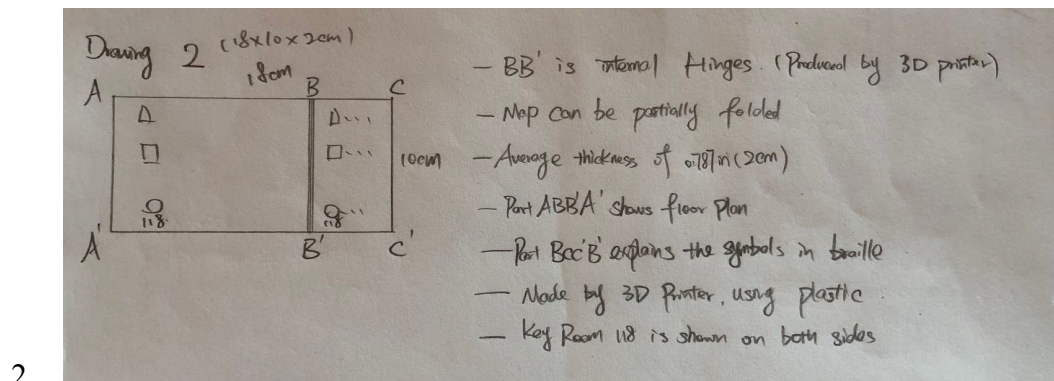 Drawing 2 (18x10x2cm)
18cm
A B C
△ △...
□ □...
10cm
○ ○...
118 118
A' B' C'
- BB' is internal Hinges. (Produced by 3D printer)
- Map can be partially folded
- Average thickness of 0.787in (2cm)
- Part ABB'A' shows floor plan
- Part BCC'B' explains the symbols in braille
- Made by 3D Printer, using plastic.
- Key Room 118 is shown on both sides
2